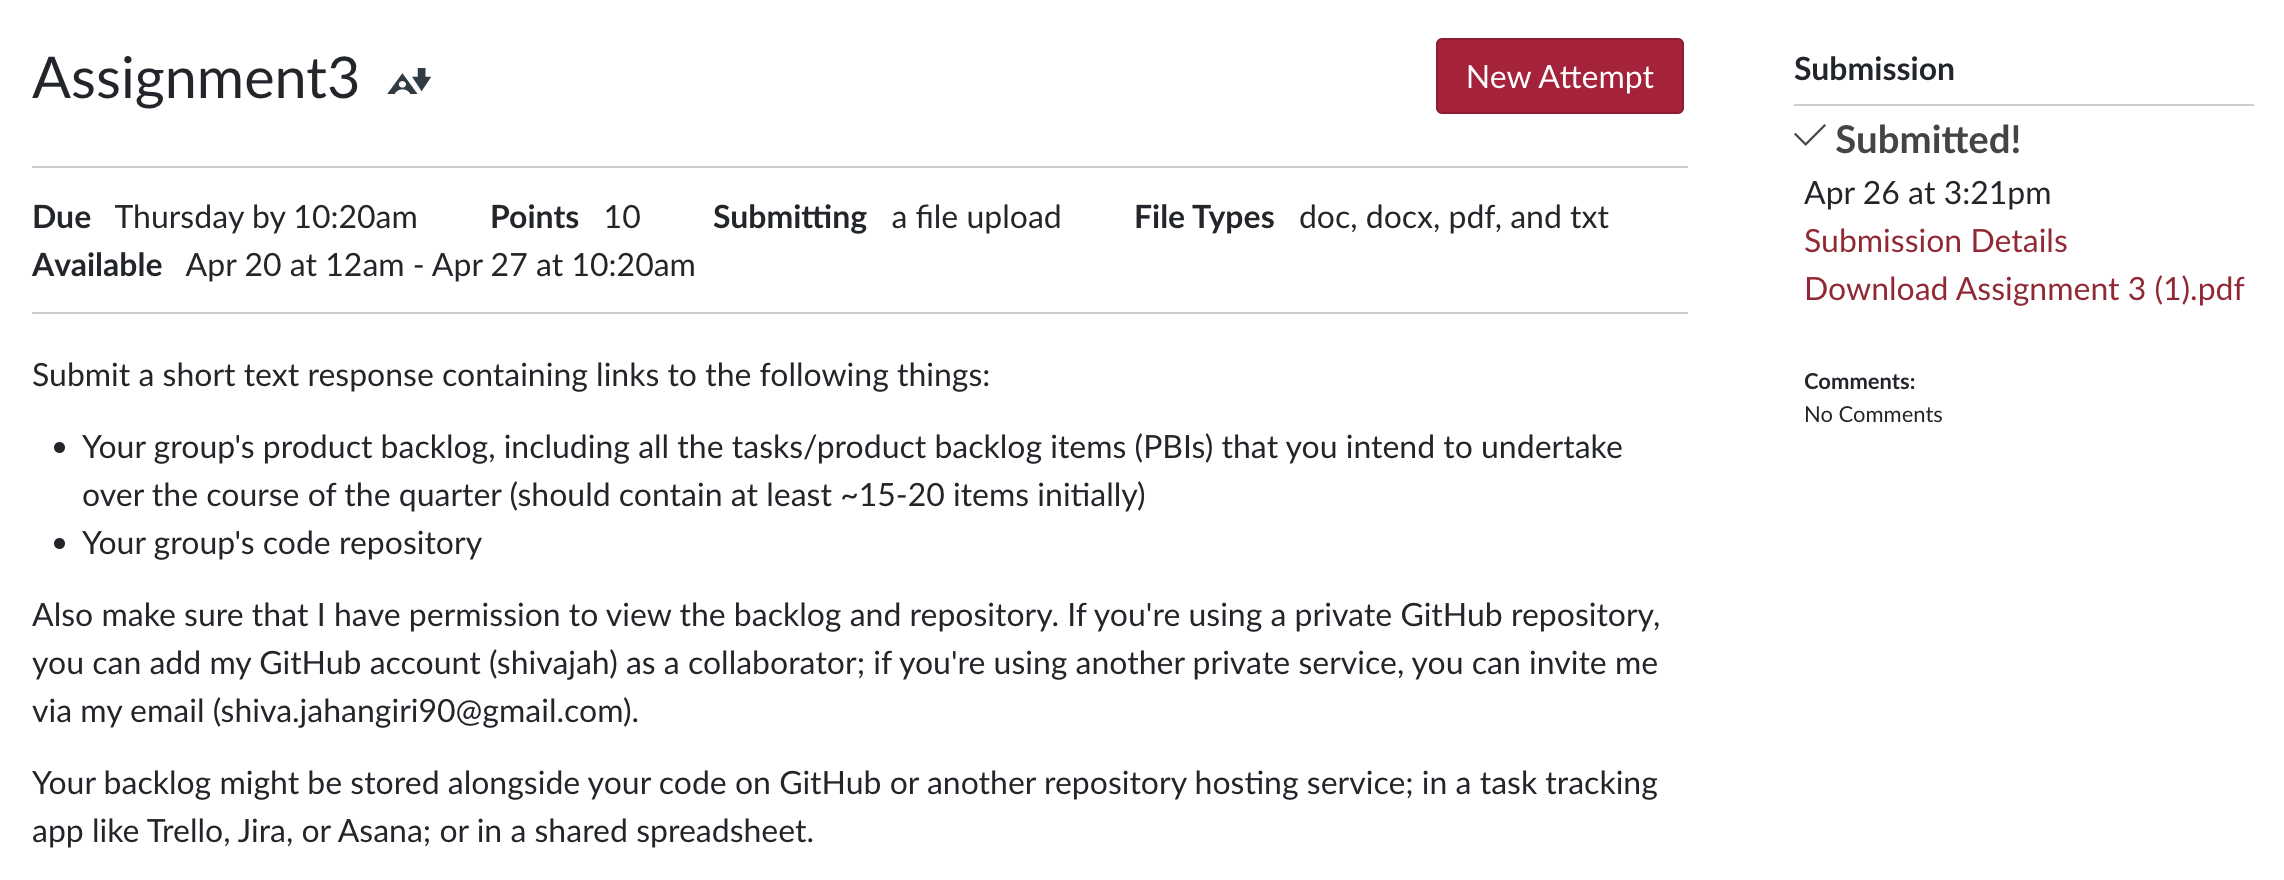 Assignment3
New Attempt
Due Thursday by 10:20am Points 10 Submitting a file upload File Types doc, docx, pdf, and txt
Available Apr 20 at 12am - Apr 27 at 10:20am
Submit a short text response containing links to the following things:
• Your group's product backlog, including all the tasks/product backlog items (PBIs) that you intend to undertake
over the course of the quarter (should contain at least ~15-20 items initially)
• Your group's code repository
Also make sure that I have permission to view the backlog and repository. If you're using a private GitHub repository,
you can add my GitHub account (shivajah) as a collaborator; if you're using another private service, you can invite me
via my email (shiva.jahangiri90@gmail.com).
Your backlog might be stored alongside your code on GitHub or another repository hosting service; in a task tracking
app like Trello, Jira, or Asana; or in a shared spreadsheet.
Submission
Submitted!
Apr 26 at 3:21pm
Submission Details
Download Assignment 3 (1).pdf
Comments:
No Comments